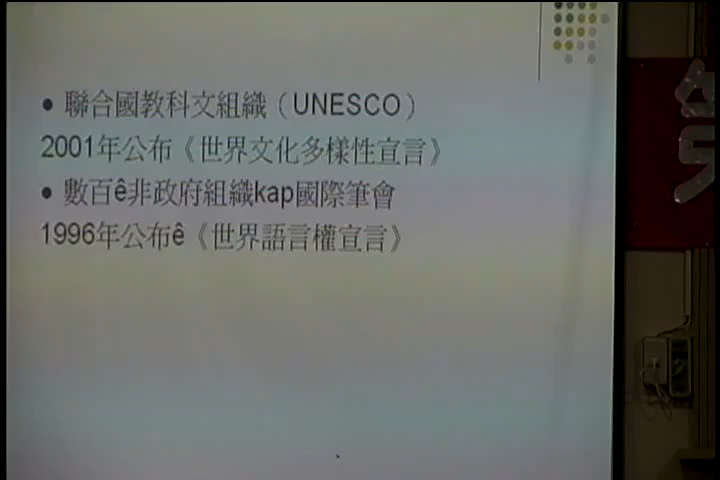 • 聯合國教科文組織（UNESCO）
2001年公布《世界文化多樣性宣言》
• 數百ê非政府組織kap國際筆會
1996年公布ê《世界語言權宣言》